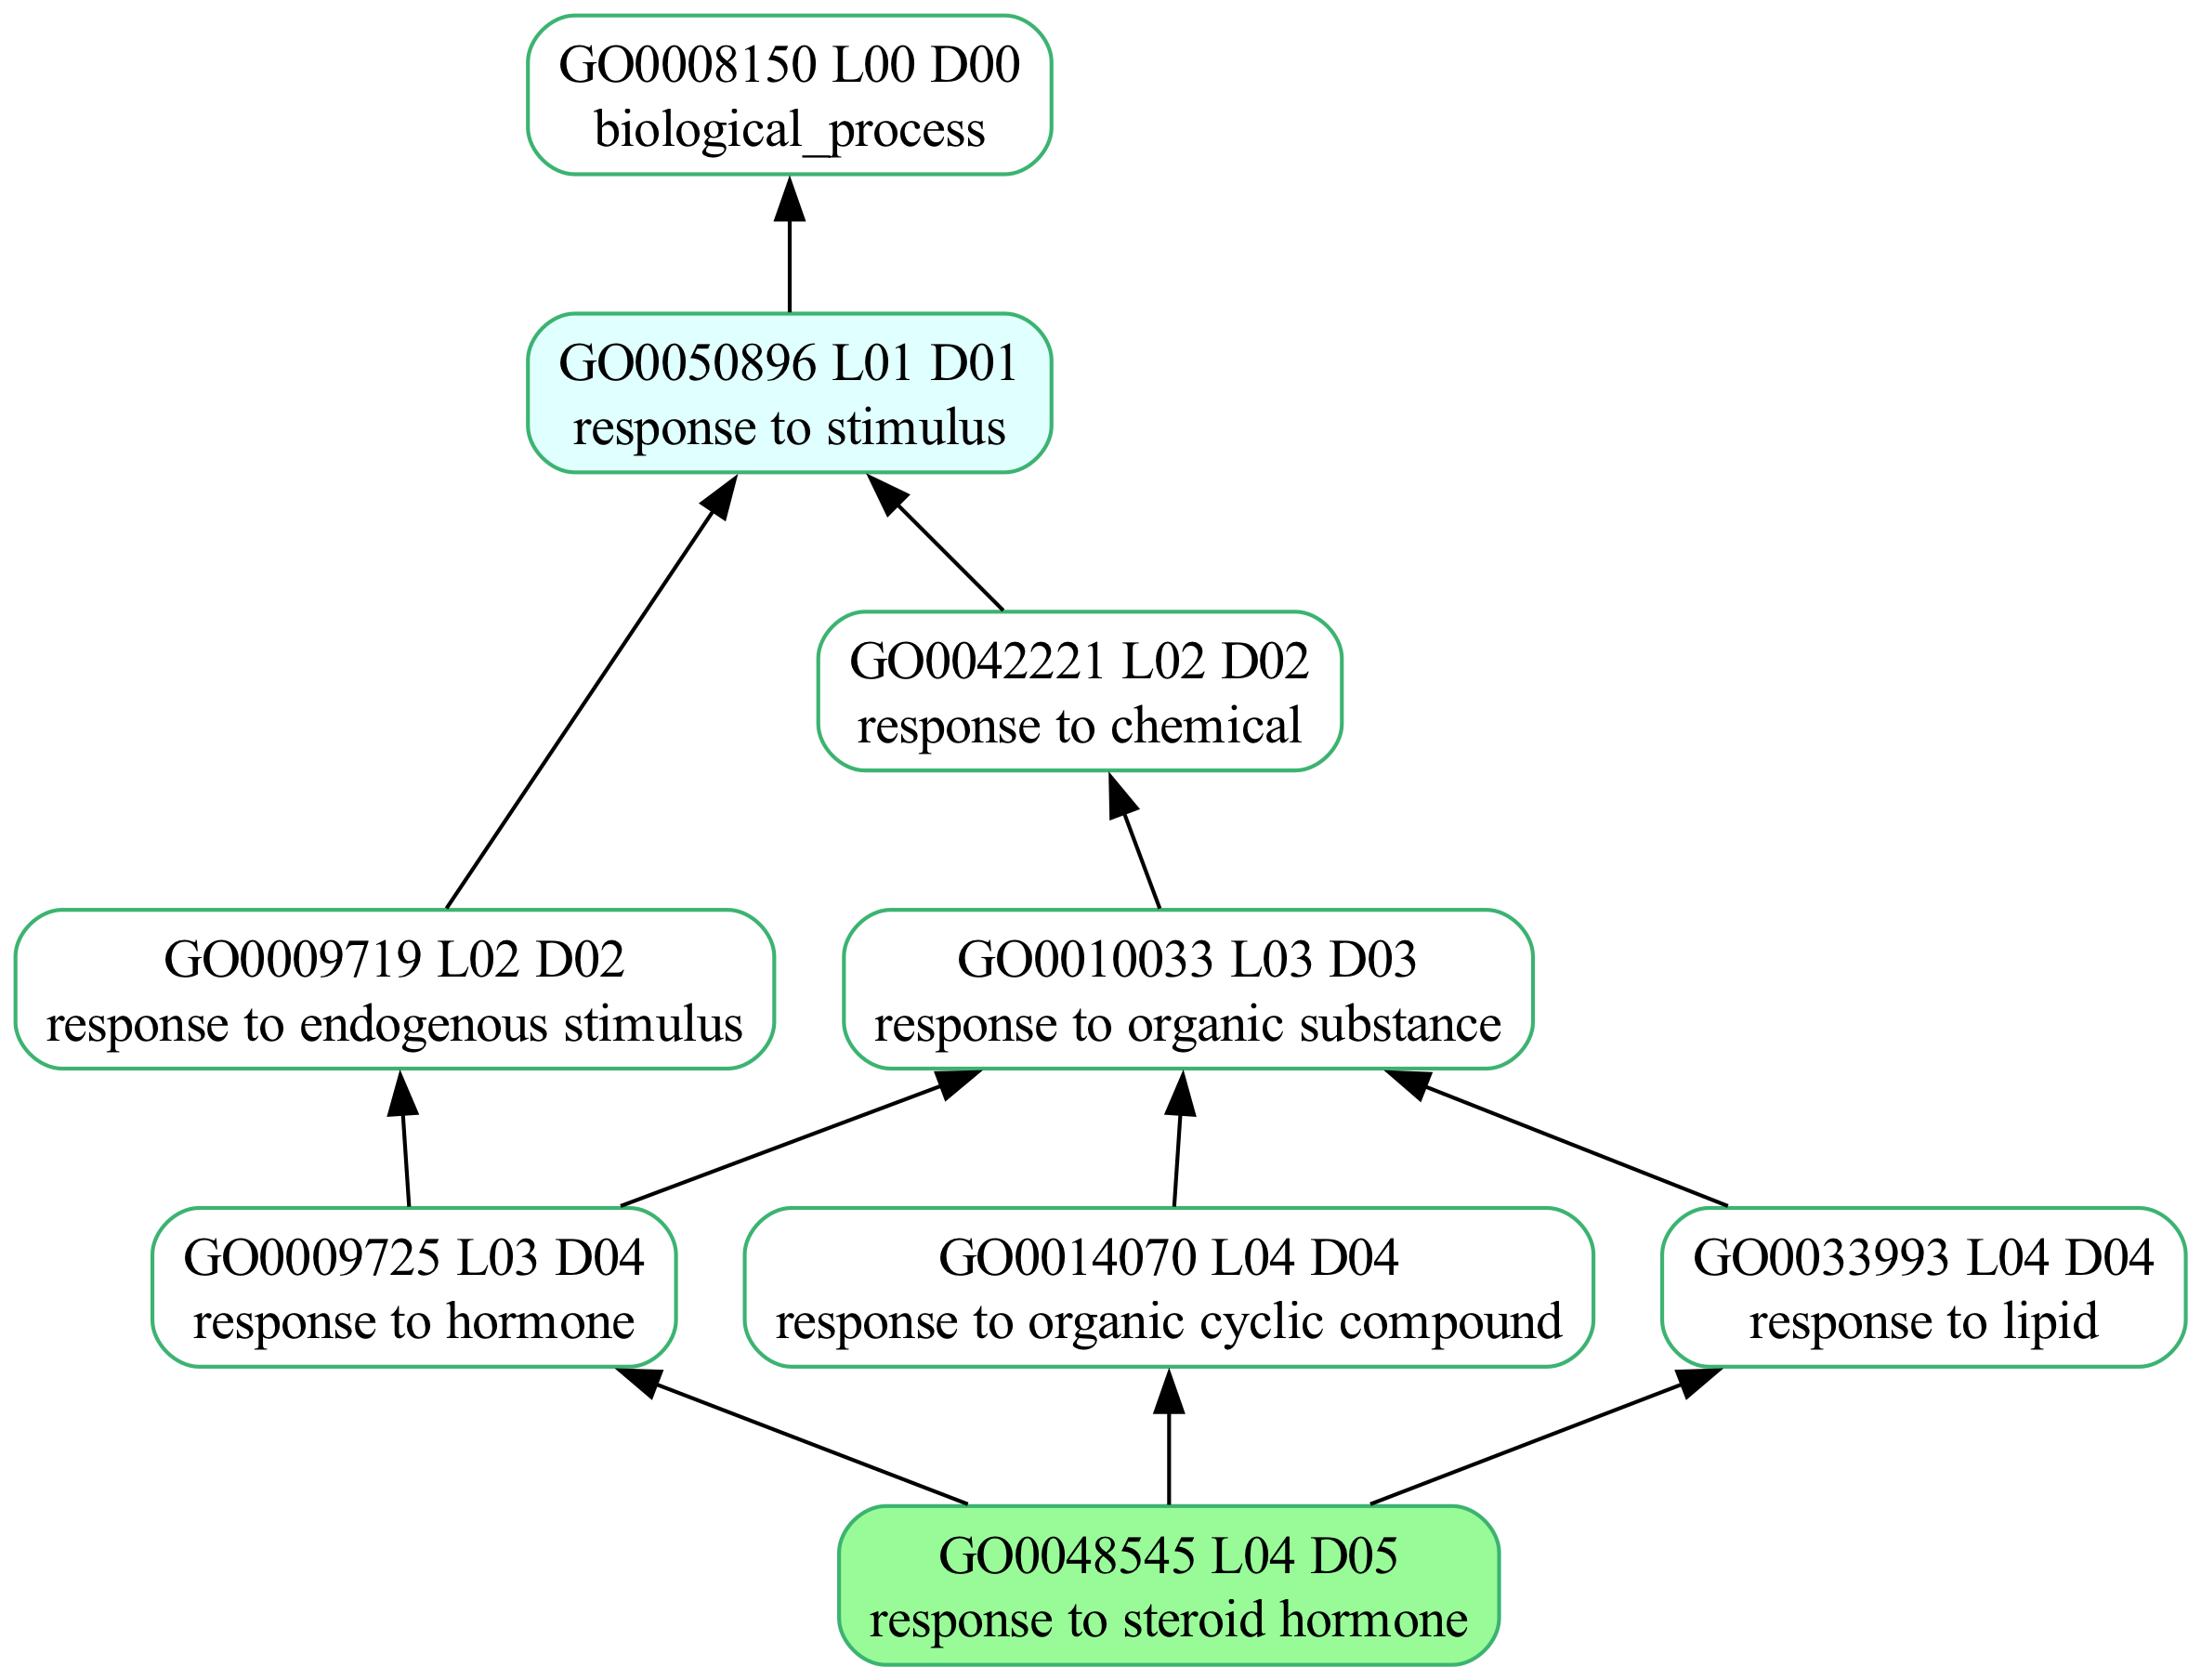 GO0008150 L00 D00
biological_process
GO0050896 L01 D01
response to stimulus
GO0042221 L02 D02
response to chemical
GO0009719 L02 D02
response to endogenous stimulus
GO0010033 L03 D03
response to organic substance
GO0009725 L03 D04
response to hormone
GO0014070 L04 D04
response to organic cyclic compound
GO0033993 L04 D04
response to lipid
GO0048545 L04 D05
response to steroid hormone